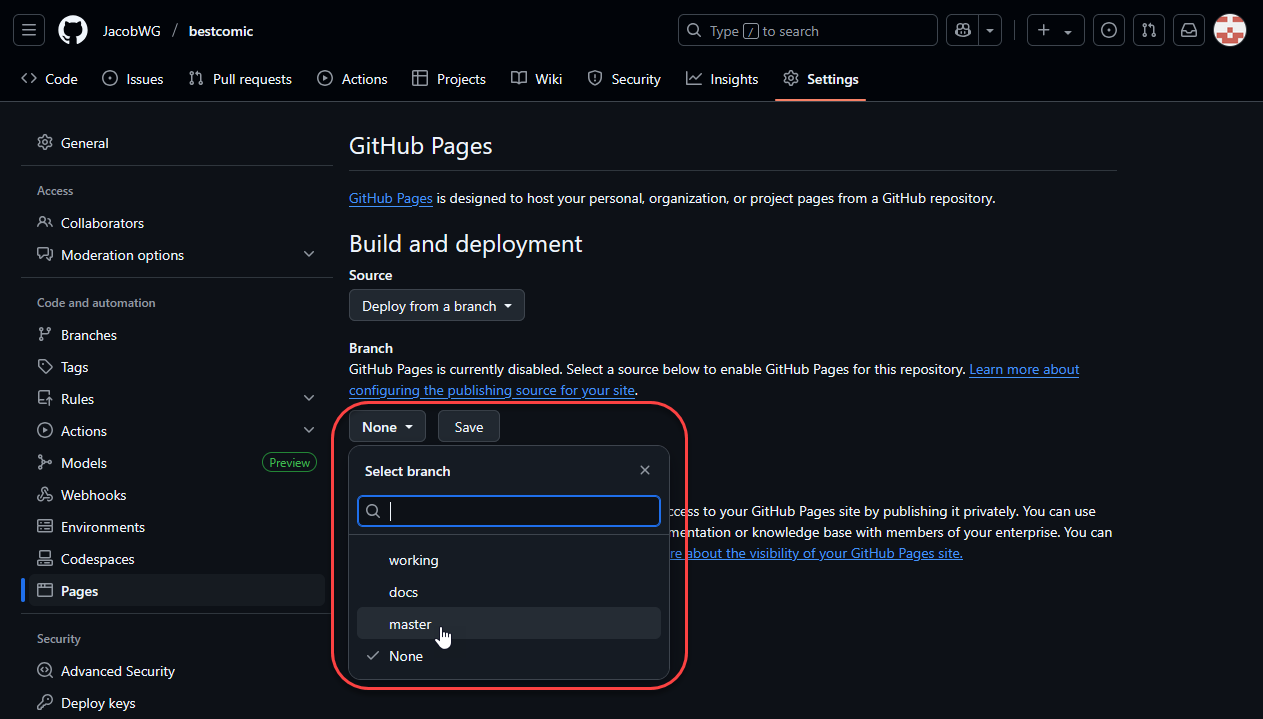 JacobWG / bestcomic
Type / to search
Code
Issues
Pull requests
Actions
Projects
Wiki
Security
Insights
Settings
General
Access
Collaborators
Moderation options
Code and automation
Branches
Tags
Rules
Actions
Models
Preview
Webhooks
Environments
Codespaces
Pages
Security
Advanced Security
Deploy keys
GitHub Pages
GitHub Pages is designed to host your personal, organization, or project pages from a GitHub repository.
Build and deployment
Source
Deploy from a branch
Branch
GitHub Pages is currently disabled. Select a source below to enable GitHub Pages for this repository. Learn more about
configuring the publishing source for your site.
None
Save
Select branch
working
docs
master
None
to your GitHub Pages site by publishing it privately. You can use
or knowledge base with members of your enterprise. You can
about the visibility of your GitHub Pages site.